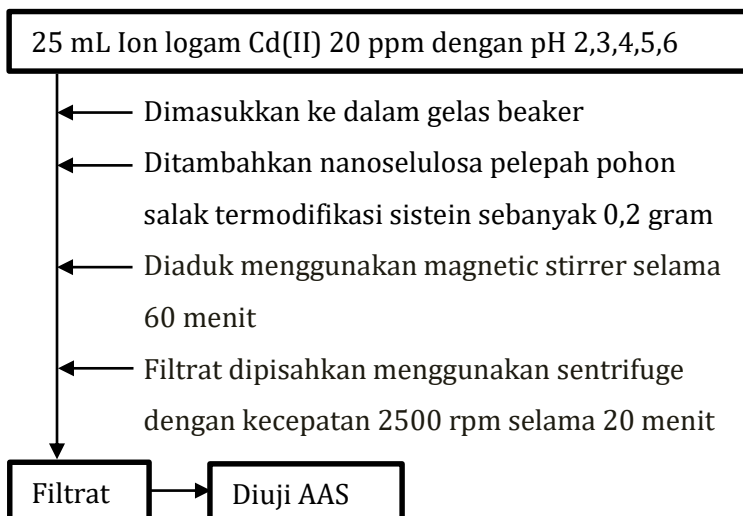 25 mL Ion logam Cd(II) 20 ppm dengan pH 2,3,4,5,6
Dimasukkan ke dalam gelas beaker
Ditambahkan nanoselulosa pelepah pohon
salak termodifikasi sistein sebanyak 0,2 gram
Diaduk menggunakan magnetic stirrer selama
60 menit
Filtrat dipisahkan menggunakan sentrifuge
dengan kecepatan 2500 rpm selama 20 menit
Filtrat
Diuji AAS